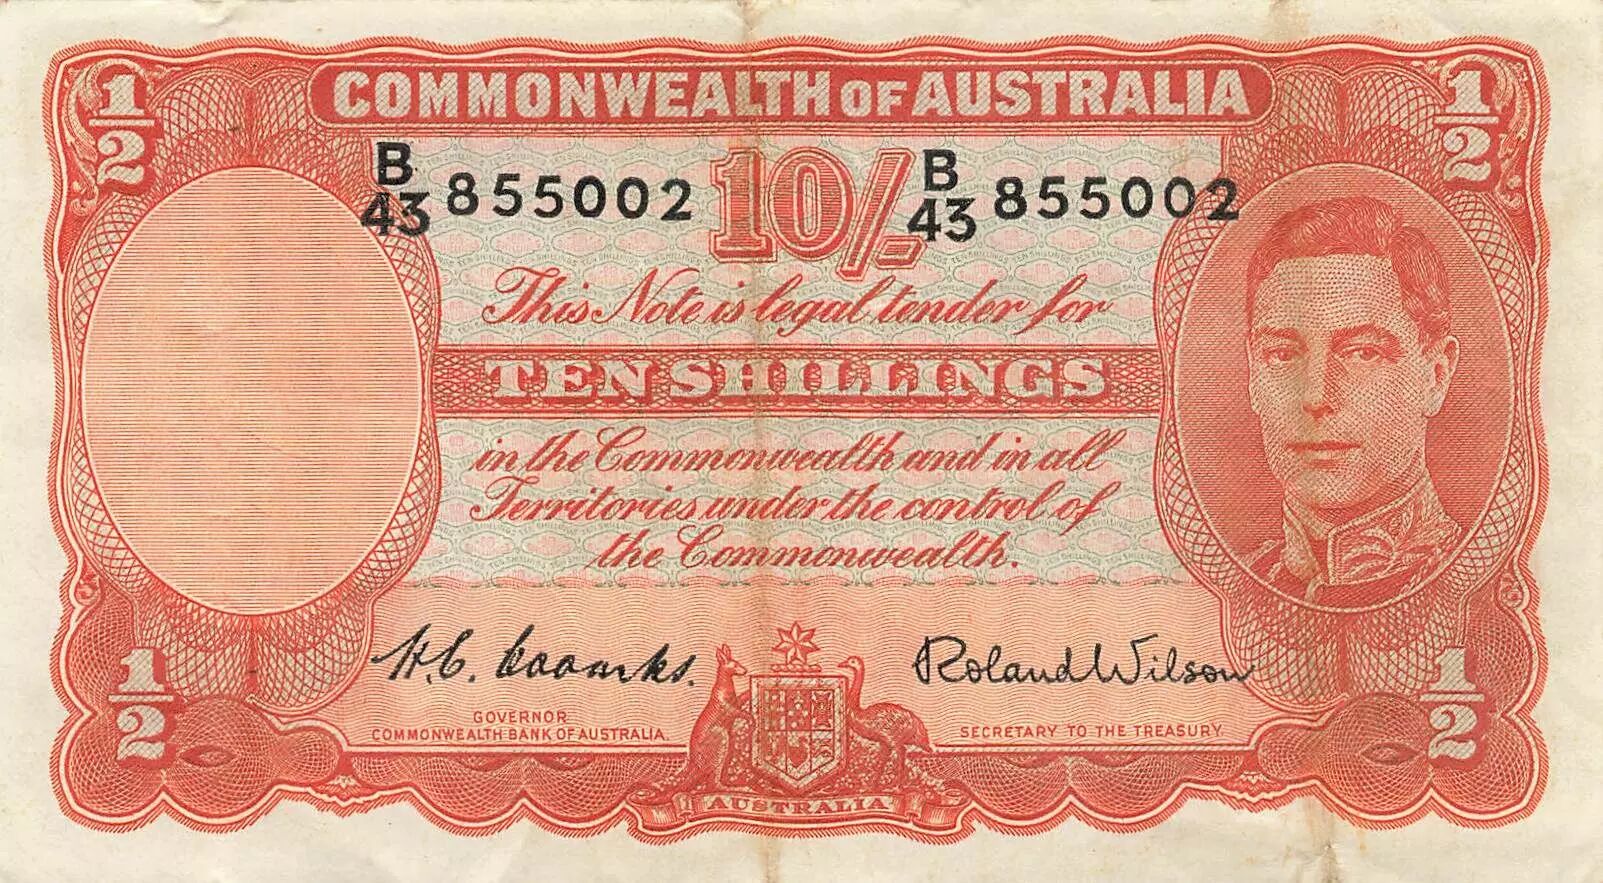 1/2 COMMONWEALTH OF AUSTRALIA 1/2
B/43 855002 10/- B/43 855002
This Note is legal tender for
TEN SHILLINGS
in the Commonwealth and in all
Territories under the control of
the Commonwealth.
H.C. Coombs. Roland Wilson
1/2 GOVERNOR 1/2
COMMONWEALTH BANK OF AUSTRALIA. SECRETARY TO THE TREASURY.
AUSTRALIA